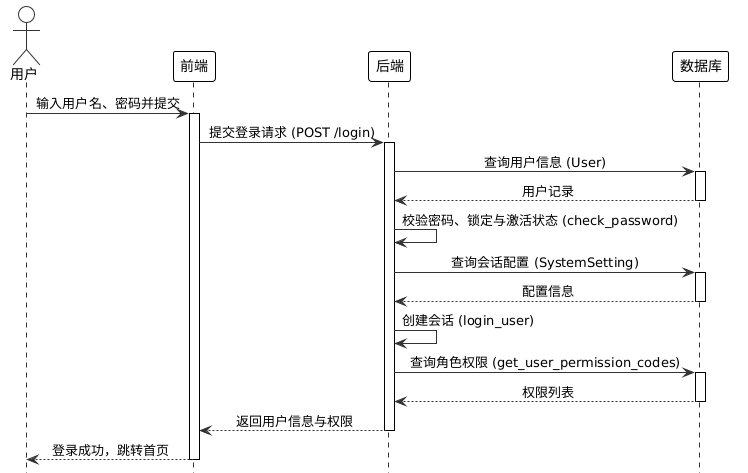 用户
前端
后端
数据库
输入用户名、密码并提交
提交登录请求 (POST /login)
查询用户信息 (User)
用户记录
校验密码、锁定与激活状态 (check_password)
查询会话配置 (SystemSetting)
配置信息
创建会话 (login_user)
查询角色权限 (get_user_permission_codes)
权限列表
返回用户信息与权限
登录成功，跳转首页